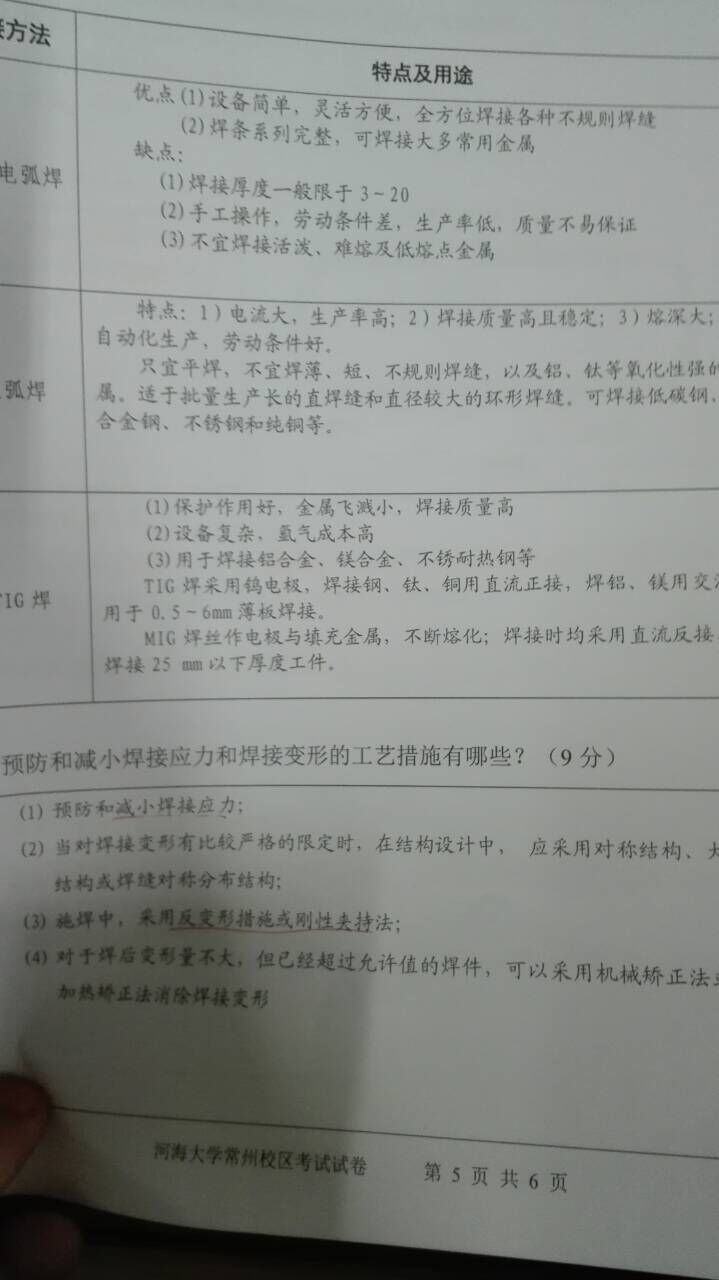 接方法
特点及用途
优点(1)设备简单，灵活方便，全方位焊接各种不规则焊缝
(2)焊条系列完整，可焊接大多常用金属
缺点：
电弧焊
(1)焊接厚度一般限于3~20
(2)手工操作，劳动条件差，生产率低，质量不易保证
(3)不宜焊接活泼、难熔及低熔点金属
特点：1）电流大，生产率高；2）焊接质量高且稳定；3）熔深大；
自动化生产，劳动条件好。
只宜平焊，不宜焊薄、短、不规则焊缝，以及铝、钛等氧化性强的
弧焊
属。适于批量生产长的直焊缝和直径较大的环形焊缝。可焊接低碳钢、
合金钢、不锈钢和纯铜等。
(1)保护作用好，金属飞溅小，焊接质量高
(2)设备复杂，氩气成本高
(3)用于焊接铝合金、镁合金、不锈耐热钢等
TIG焊
TIG焊采用钨电极，焊接钢、钛、铜用直流正接，焊铝、镁用交流
用于0.5~6mm薄板焊接。
MIG焊丝作电极与填充金属，不断熔化；焊接时均采用直流反接
焊接25 mm以下厚度工件。
预防和减小焊接应力和焊接变形的工艺措施有哪些？（9分）
(1) 预防和减小焊接应力；
(2) 当对焊接变形有比较严格的限定时，在结构设计中， 应采用对称结构、大
结构或焊缝对称分布结构；
(3) 施焊中，采用反变形措施或刚性夹持法；
(4) 对于焊后变形量不大，但已经超过允许值的焊件，可以采用机械矫正法或
加热矫正法消除焊接变形
河海大学常州校区考试试卷 第 5 页 共 6 页